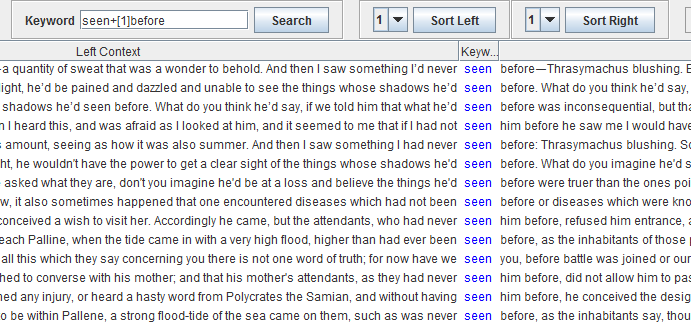 Keyword seen+[1]before Search 1 Sort Left 1 Sort Right
Left Context Keyw...
-a quantity of sweat that was a wonder to behold. And then I saw something I'd never seen before—Thrasymachus blushing. E
light, he'd be pained and dazzled and unable to see the things whose shadows he'd seen before. What do you think he'd say,
shadows he'd seen before. What do you think he'd say, if we told him that what he'd seen before was inconsequential, but tha
n I heard this, and was afraid as I looked at him, and it seemed to me that if I had not seen him before he saw me I would have
s amount, seeing as how it was also summer. And then I saw something I had never seen before: Thrasymachus blushing. So
ht, he wouldn't have the power to get a clear sight of the things whose shadows he'd seen before. What do you imagine he'd s
e asked what they are, don't you imagine he'd be at a loss and believe the things he'd seen before were truer than the ones poi
w, it also sometimes happened that one encountered diseases which had not been seen before or diseases which were kno
conceived a wish to visit her. Accordingly he came, but the attendants, who had never seen him before, refused him entrance, a
each Palline, when the tide came in with a very high flood, higher than had ever been seen before, as the inhabitants of those p
all this which they say concerning you there is not one word of truth; for now have we seen you, before battle was joined or our
hed to converse with his mother; and that his mother's attendants, as they had never seen him before, did not allow him to pas
ned any injury, or heard a hasty word from Polycrates the Samian, and without having seen him before, he conceived the desig
o be within Pallene, a strong flood-tide of the sea came on them, such as was never seen before, as the inhabitants say, thou